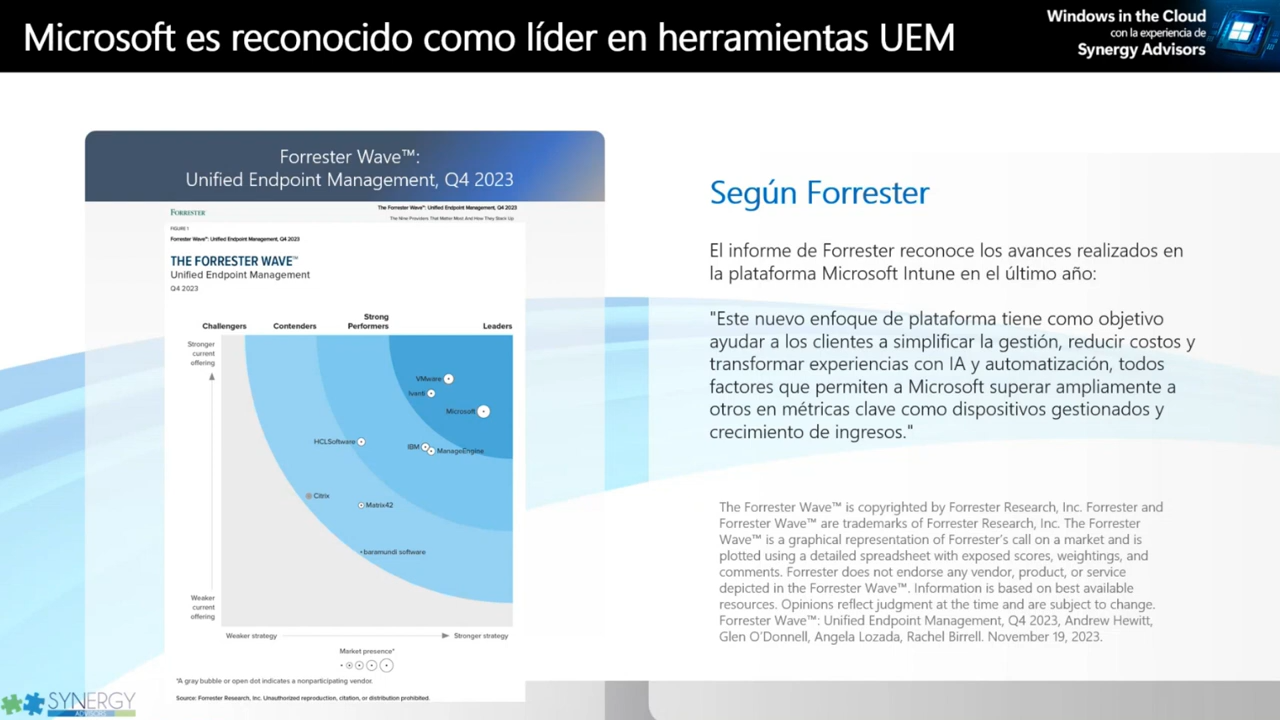 Microsoft es reconocido como líder en herramientas UEM
Windows in the Cloud
con la experiencia de
Synergy Advisors
Forrester Wave™:
Unified Endpoint Management, Q4 2023
FORRESTER
The Forrester Wave™: Unified Endpoint Management, Q4 2023
The Nine Providers That Matter Most And How They Stack Up
FIGURE 1
Forrester Wave™: Unified Endpoint Management, Q4 2023
THE FORRESTER WAVE™
Unified Endpoint Management
Q4 2023
Challengers
Contenders
Strong
Performers
Leaders
Stronger
current
offering
VMware
Ivanti
Microsoft
HCLSoftware
IBM
ManageEngine
Citrix
Matrix42
baramundi software
Weaker
current
offering
Weaker strategy
Stronger strategy
Market presence*
*A gray bubble or open dot indicates a nonparticipating vendor.
Source: Forrester Research, Inc. Unauthorized reproduction, citation, or distribution prohibited.
Según Forrester
El informe de Forrester reconoce los avances realizados en
la plataforma Microsoft Intune en el último año:
"Este nuevo enfoque de plataforma tiene como objetivo
ayudar a los clientes a simplificar la gestión, reducir costos y
transformar experiencias con IA y automatización, todos
factores que permiten a Microsoft superar ampliamente a
otros en métricas clave como dispositivos gestionados y
crecimiento de ingresos."
The Forrester Wave™ is copyrighted by Forrester Research, Inc. Forrester and
Forrester Wave™ are trademarks of Forrester Research, Inc. The Forrester
Wave™ is a graphical representation of Forrester's call on a market and is
plotted using a detailed spreadsheet with exposed scores, weightings, and
comments. Forrester does not endorse any vendor, product, or service
depicted in the Forrester Wave™. Information is based on best available
resources. Opinions reflect judgment at the time and are subject to change.
Forrester Wave™: Unified Endpoint Management, Q4 2023, Andrew Hewitt,
Glen O'Donnell, Angela Lozada, Rachel Birrell. November 19, 2023.
SYNERGY
ADVISORS